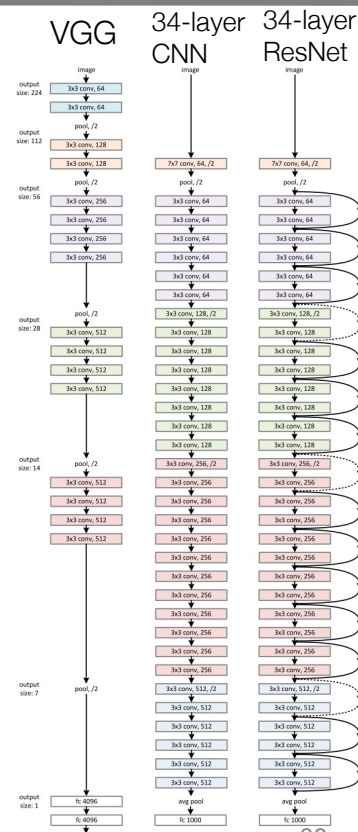 VGG
image
output
size: 224
3x3 conv, 64
3x3 conv, 64
output
size: 112
pool, /2
3x3 conv, 128
3x3 conv, 128
output
size: 56
pool, /2
3x3 conv, 256
3x3 conv, 256
3x3 conv, 256
3x3 conv, 256
output
size: 28
pool, /2
3x3 conv, 512
3x3 conv, 512
3x3 conv, 512
3x3 conv, 512
output
size: 14
pool, /2
3x3 conv, 512
3x3 conv, 512
3x3 conv, 512
3x3 conv, 512
output
size: 7
pool, /2
output
size: 1
fc 4096
fc 4096
34-layer
CNN
image
7x7 conv, 64, /2
pool, /2
3x3 conv, 64
3x3 conv, 64
3x3 conv, 64
3x3 conv, 64
3x3 conv, 64
3x3 conv, 64
3x3 conv, 128, /2
3x3 conv, 128
3x3 conv, 128
3x3 conv, 128
3x3 conv, 128
3x3 conv, 128
3x3 conv, 128
3x3 conv, 128
3x3 conv, 256, /2
3x3 conv, 256
3x3 conv, 256
3x3 conv, 256
3x3 conv, 256
3x3 conv, 256
3x3 conv, 256
3x3 conv, 256
3x3 conv, 256
3x3 conv, 256
3x3 conv, 256
3x3 conv, 256
3x3 conv, 512, /2
3x3 conv, 512
3x3 conv, 512
3x3 conv, 512
3x3 conv, 512
3x3 conv, 512
avg pool
fc 1000
34-layer
ResNet
image
7x7 conv, 64, /2
pool, /2
3x3 conv, 64
3x3 conv, 64
3x3 conv, 64
3x3 conv, 64
3x3 conv, 64
3x3 conv, 64
3x3 conv, 128, /2
3x3 conv, 128
3x3 conv, 128
3x3 conv, 128
3x3 conv, 128
3x3 conv, 128
3x3 conv, 128
3x3 conv, 128
3x3 conv, 256, /2
3x3 conv, 256
3x3 conv, 256
3x3 conv, 256
3x3 conv, 256
3x3 conv, 256
3x3 conv, 256
3x3 conv, 256
3x3 conv, 256
3x3 conv, 256
3x3 conv, 256
3x3 conv, 256
3x3 conv, 512, /2
3x3 conv, 512
3x3 conv, 512
3x3 conv, 512
3x3 conv, 512
3x3 conv, 512
avg pool
fc 1000